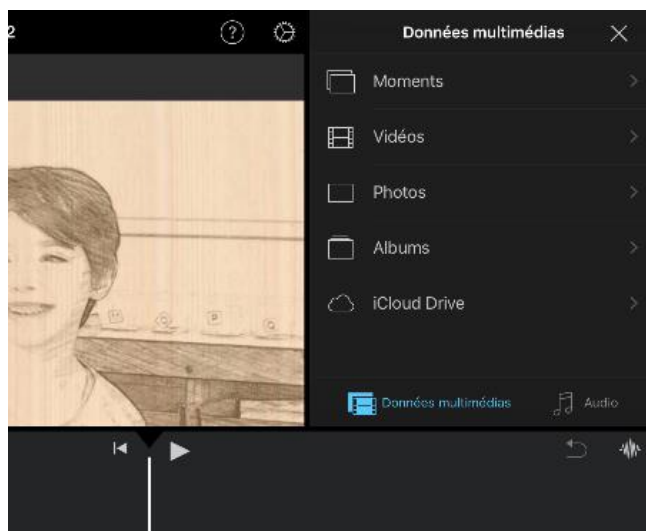 2
?
Données multimédias
Moments
Vidéos
Photos
Albums
iCloud Drive
Données multimédias
Audio